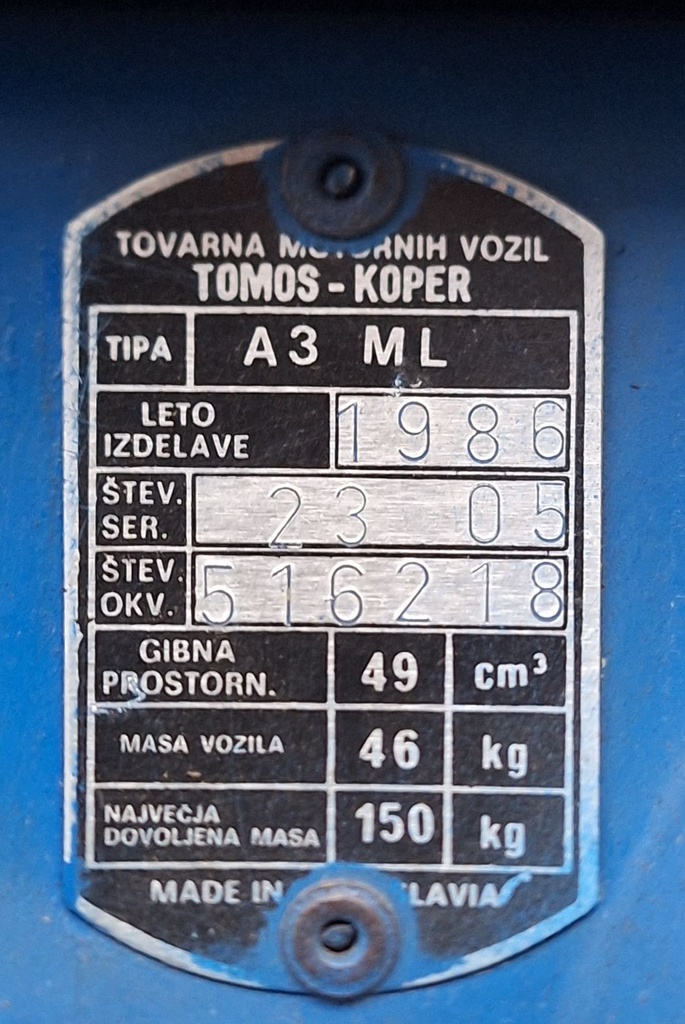 TOVARNA MOTORNIH VOZIL
TOMOS - KOPER
TIPA A3 ML
LETO IZDELAVE 1986
ŠTEV. SER. 23 05
ŠTEV. OKV. 516218
GIBNA PROSTORN. 49 cm³
MASA VOZILA 46 kg
NAJVEČJA DOVOLJENA MASA 150 kg
MADE IN